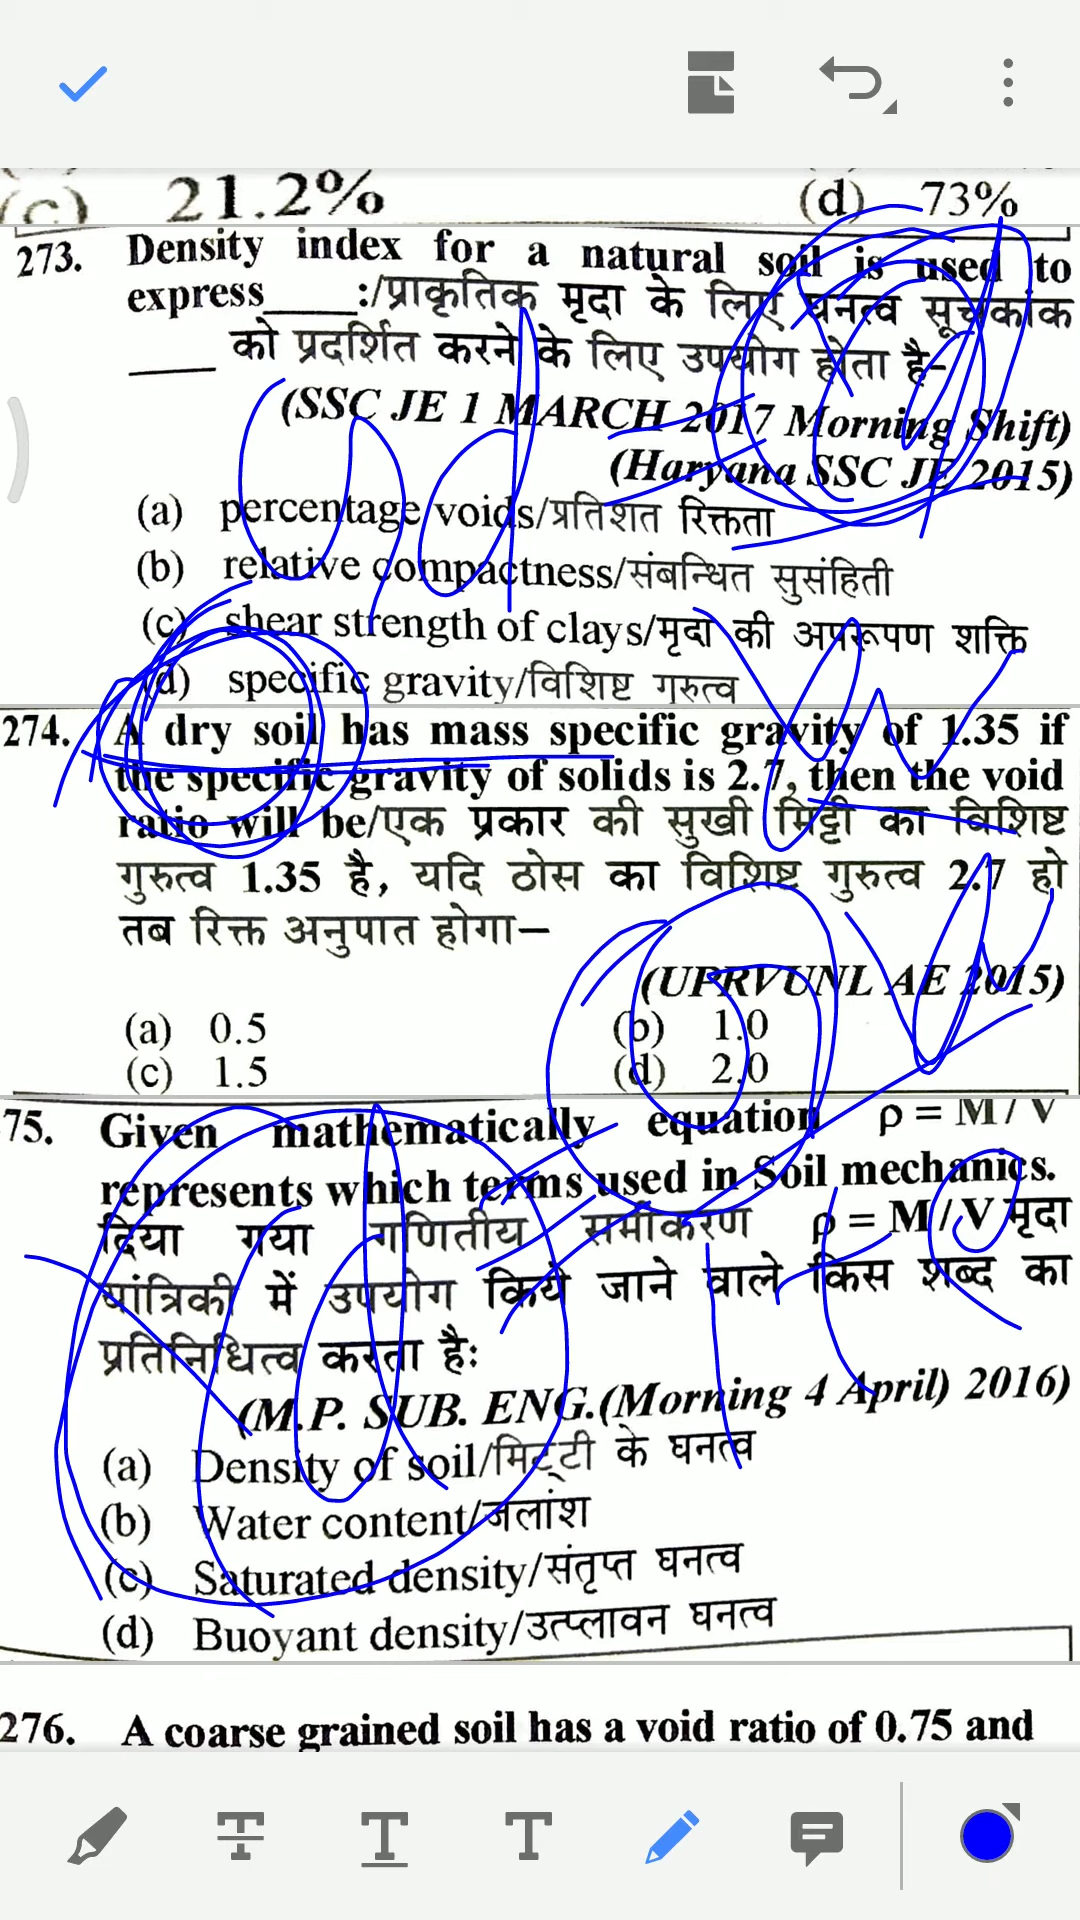 (c) 21.2% (d) 73%
273. Density index for a natural soil is used to
express____:/प्राकृतिक मृदा के लिए घनत्व सूचकांक
____ को प्रदर्शित करने के लिए उपयोग होता है–
(SSC JE 1 MARCH 2017 Morning Shift)
(Haryana SSC JE 2015)
(a) percentage voids/प्रतिशत रिक्तता
(b) relative compactness/संबन्धित सुसंहिती
(c) shear strength of clays/मृदा की अपरूपण शक्ति
(d) specific gravity/विशिष्ट गरुत्व
274. A dry soil has mass specific gravity of 1.35 if
the specific gravity of solids is 2.7, then the void
ratio will be/एक प्रकार की सुखी मिट्टी का विशिष्ट
गुरुत्व 1.35 है, यदि ठोस का विशिष्ट गुरुत्व 2.7 हो
तब रिक्त अनुपात होगा–
(UPRVUNL AE 2015)
(a) 0.5 (b) 1.0
(c) 1.5 (d) 2.0
75. Given mathematically equation ρ = M / V
represents which terms used in Soil mechanics.
दिया गया गणितीय समीकरण ρ = M / V मृदा
यांत्रिकी में उपयोग किये जाने वाले किस शब्द का
प्रतिनिधित्व करता हैः
(M.P. SUB. ENG.(Morning 4 April) 2016)
(a) Density of soil/मिट्टी के घनत्व
(b) Water content/जलांश
(c) Saturated density/संतृप्त घनत्व
(d) Buoyant density/उत्प्लावन घनत्व
276. A coarse grained soil has a void ratio of 0.75 and